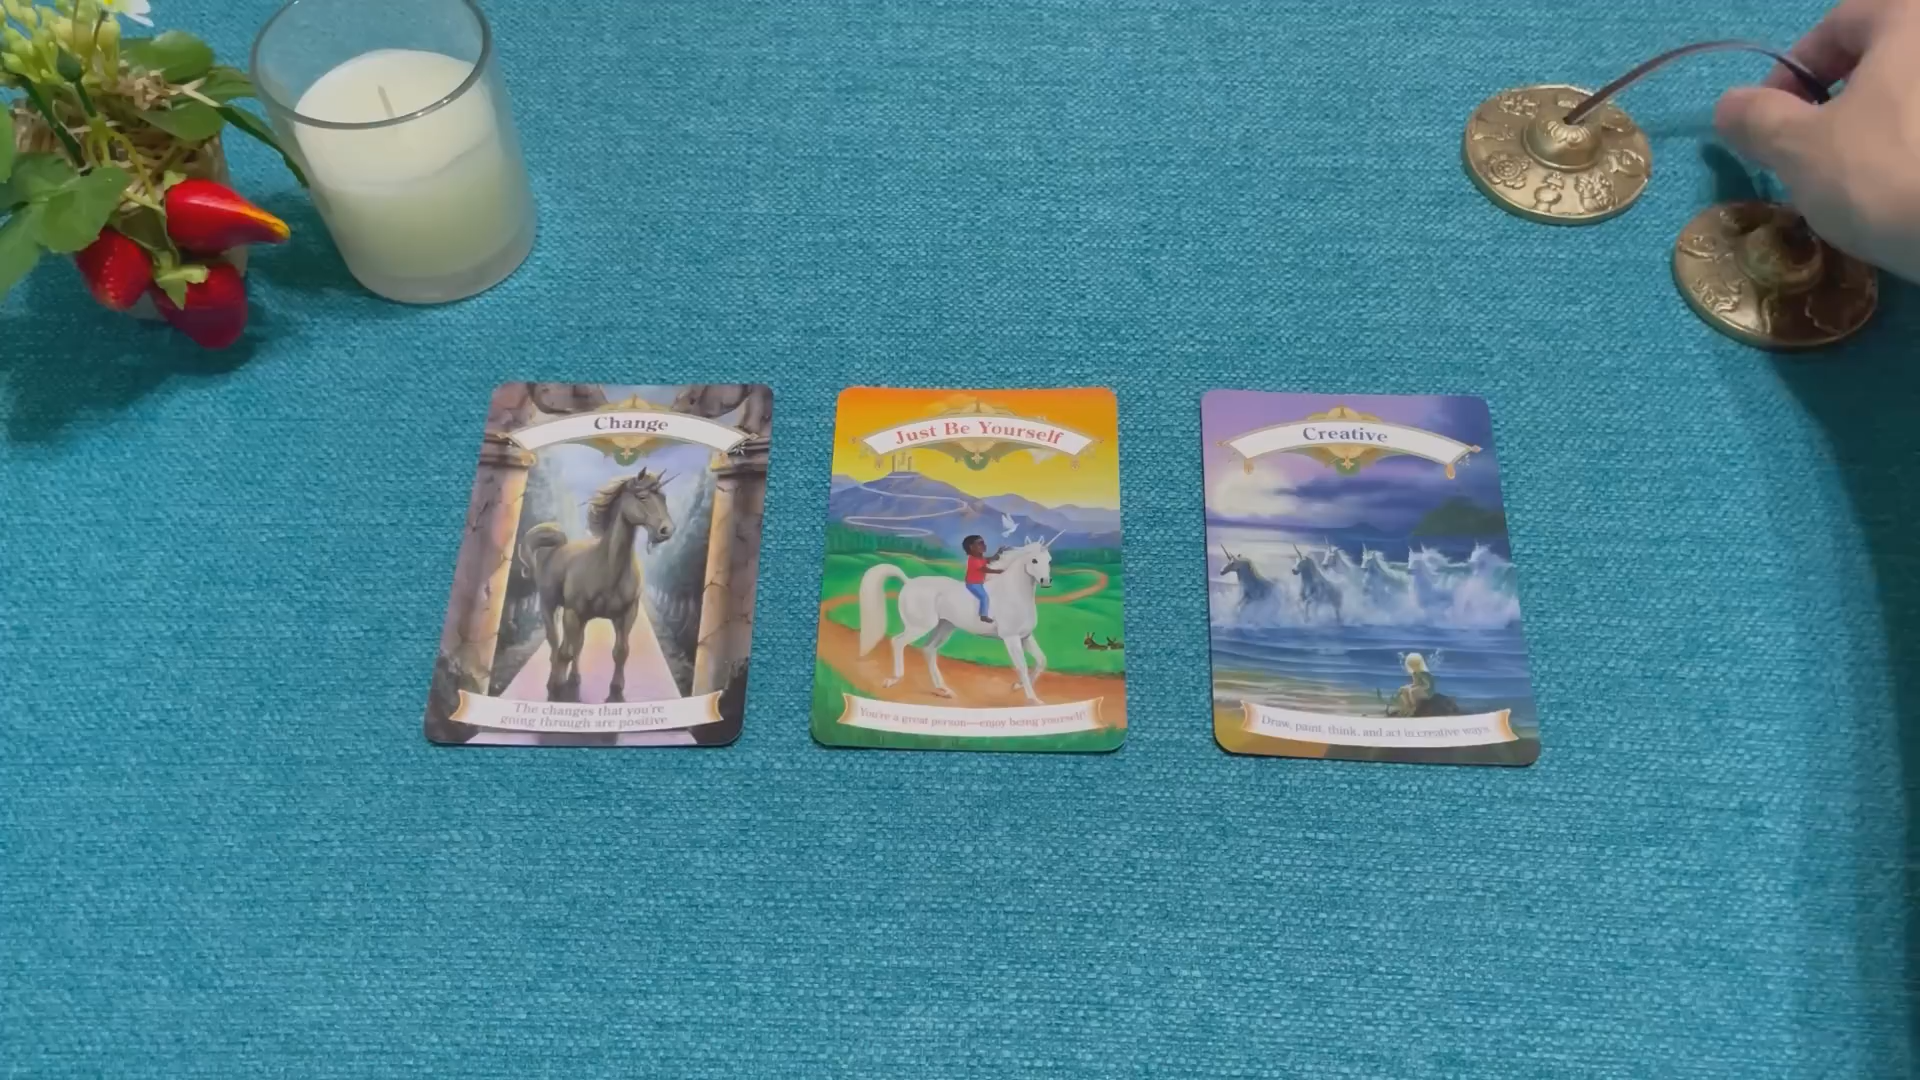 Change
The changes that you're
going through are positive
Just Be Yourself
You're a great person—enjoy being yourself!
Creative
Draw, paint, think, and act in creative ways.